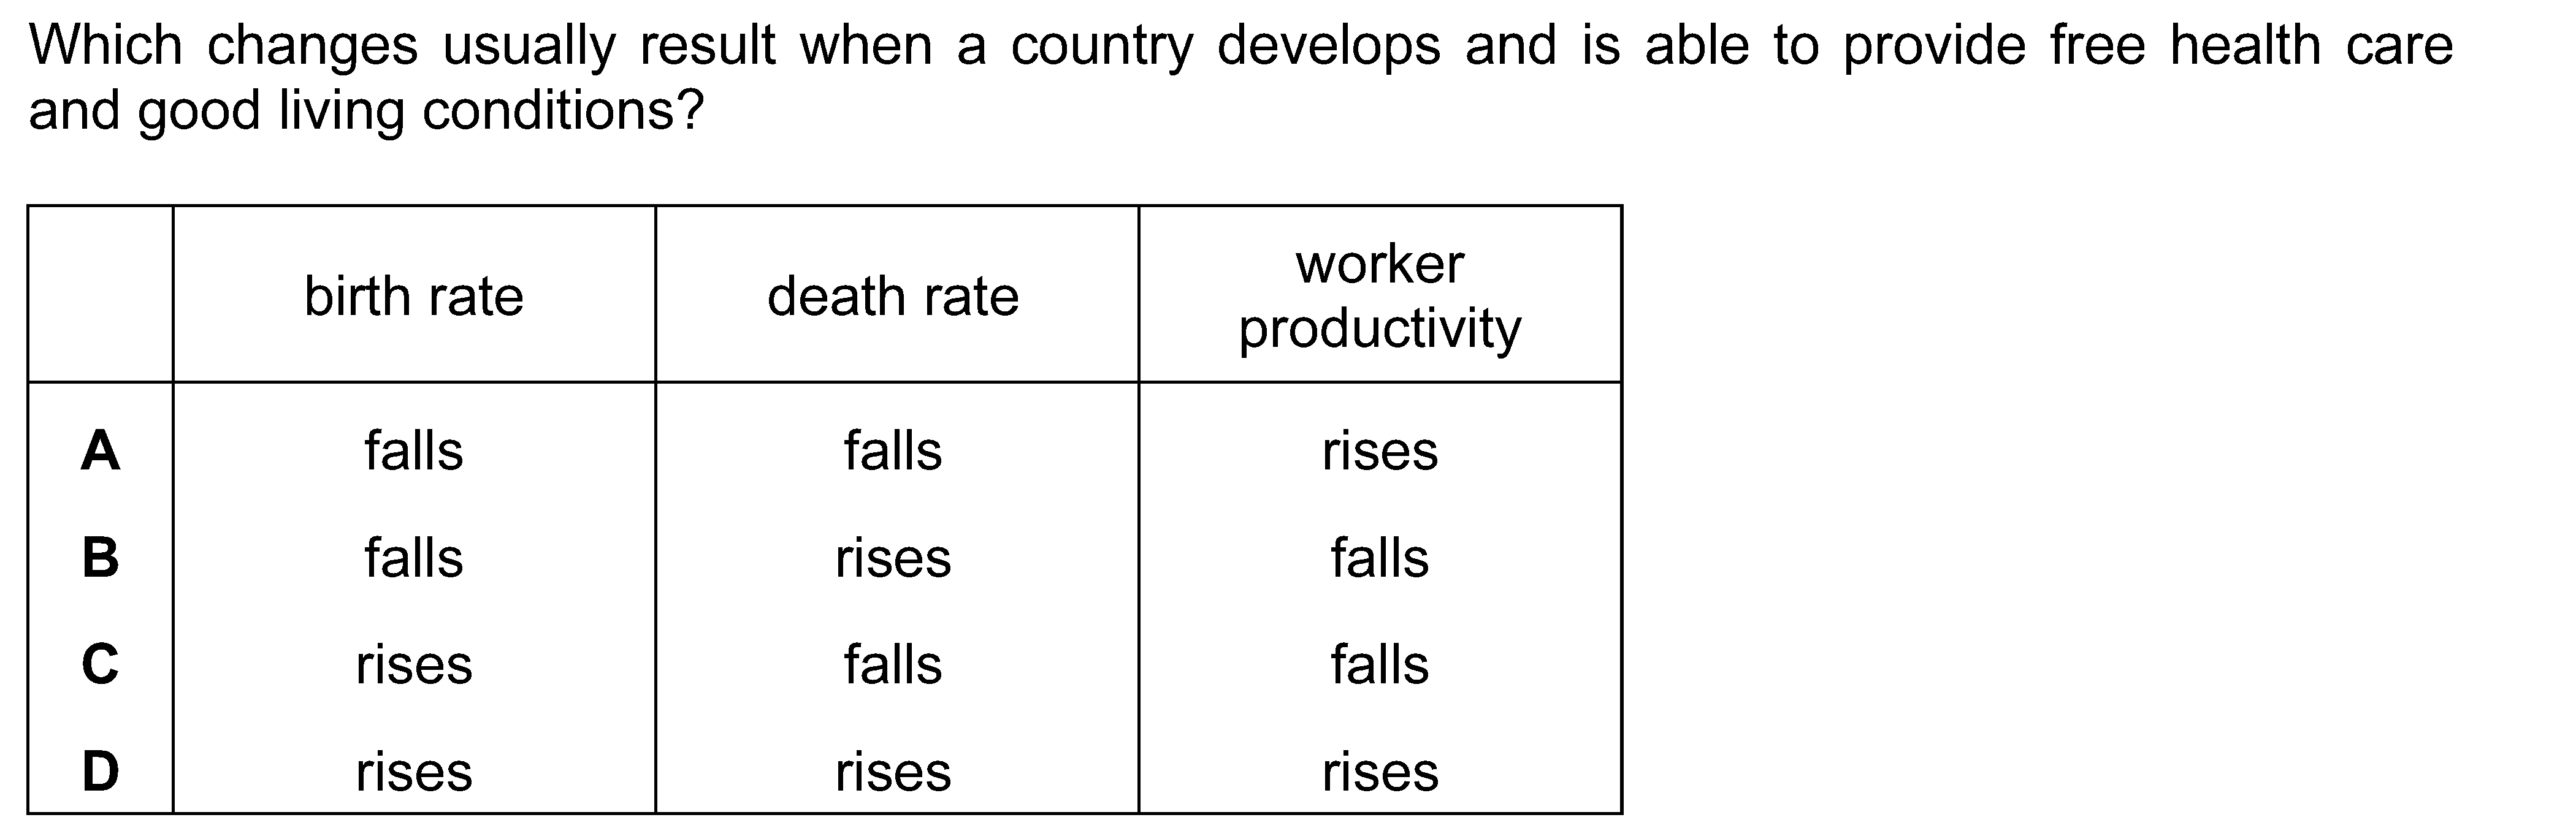 Which changes usually result when a country develops and is able to provide free health care
and good living conditions?
birth rate death rate worker productivity
A falls falls rises
B falls rises falls
C rises falls falls
D rises rises rises